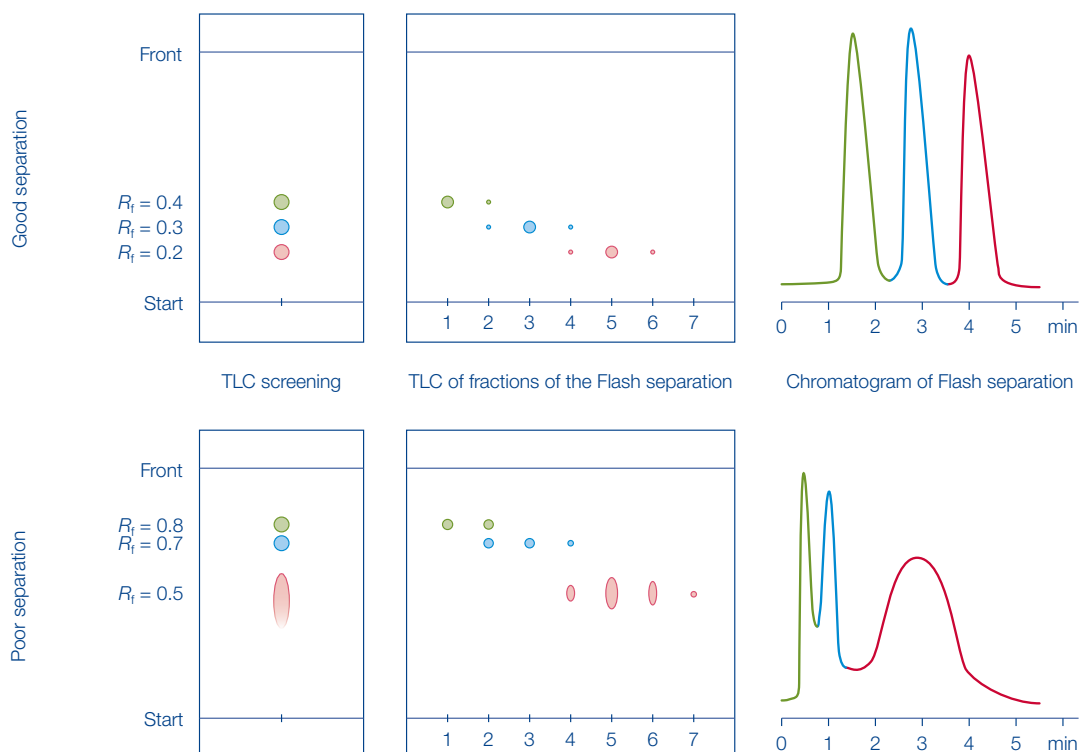 Good separation
Front
Rf = 0.4
Rf = 0.3
Rf = 0.2
Start
1 2 3 4 5 6 7
0 1 2 3 4 5 min
TLC screening
TLC of fractions of the Flash separation
Chromatogram of Flash separation
Poor separation
Front
Rf = 0.8
Rf = 0.7
Rf = 0.5
Start
1 2 3 4 5 6 7
0 1 2 3 4 5 min